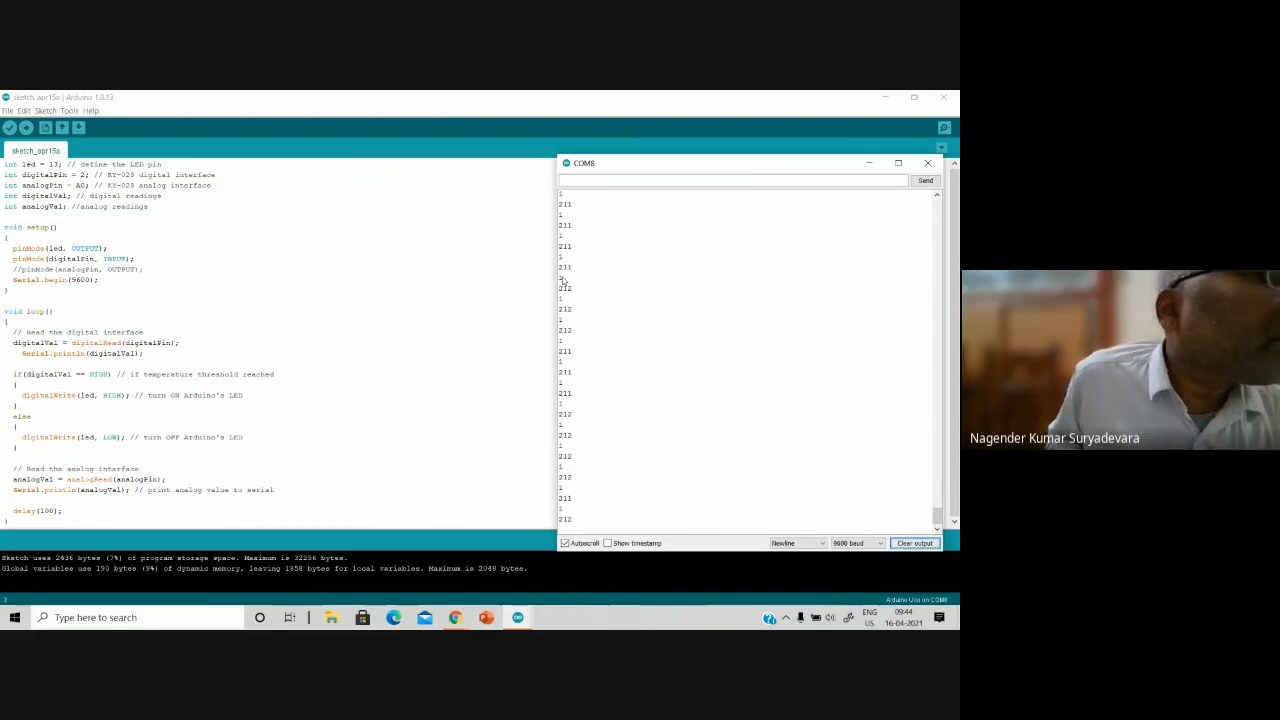 sketch_apr15a | Arduino 1.8.13
File Edit Sketch Tools Help
sketch_apr15a
int led = 13; // define the LED pin
int digitalPin = 2; // KY-028 digital interface
int analogPin = A0; // KY-028 analog interface
int digitalVal; // digital readings
int analogVal; //analog readings
void setup()
{
pinMode(led, OUTPUT);
pinMode(digitalPin, INPUT);
//pinMode(analogPin, OUTPUT);
Serial.begin(9600);
}
void loop()
{
// Read the digital interface
digitalVal = digitalRead(digitalPin);
Serial.println(digitalVal);
if(digitalVal == HIGH) // if temperature threshold reached
{
digitalWrite(led, HIGH); // turn ON Arduino's LED
}
else
{
digitalWrite(led, LOW); // turn OFF Arduino's LED
}
// Read the analog interface
analogVal = analogRead(analogPin);
Serial.println(analogVal); // print analog value to serial
delay(100);
}
COM8
Send
1
211
1
211
1
211
1
211
1
212
1
212
1
212
1
211
1
211
1
211
1
212
1
212
1
212
1
212
1
211
1
212
Autoscroll Show timestamp Newline 9600 baud Clear output
Sketch uses 2436 bytes (7%) of program storage space. Maximum is 32256 bytes.
Global variables use 190 bytes (9%) of dynamic memory, leaving 1858 bytes for local variables. Maximum is 2048 bytes.
3 Arduino Uno on COM8
Type here to search
ENG
US
09:44
16-04-2021
Nagender Kumar Suryadevara